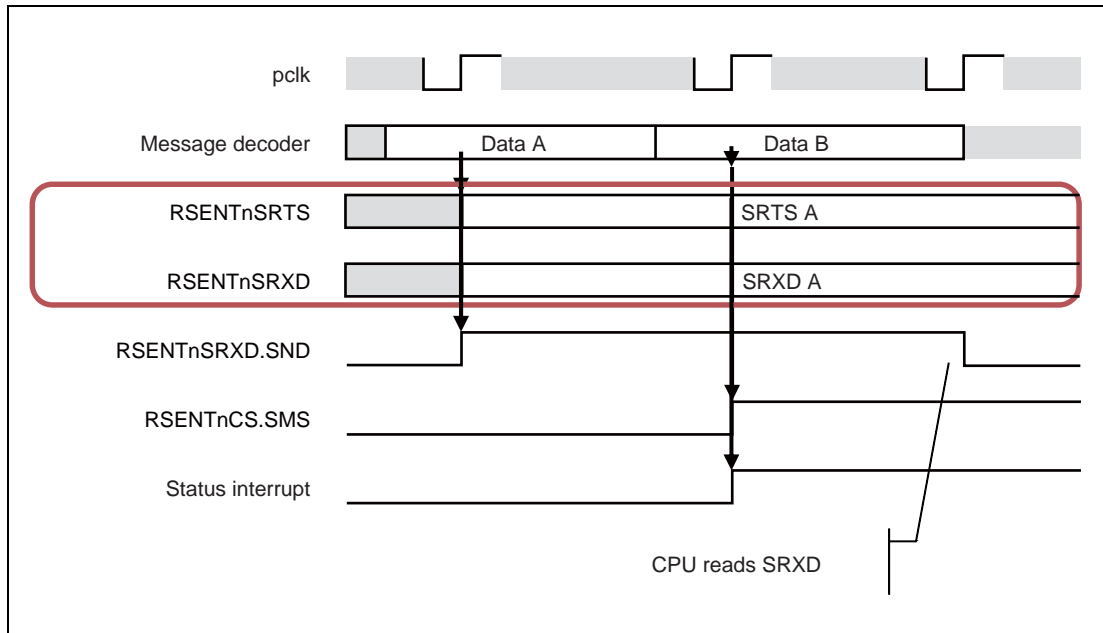 pclk
Message decoder
Data A
Data B
RSENTnSRTS
SRTS A
RSENTnSRXD
SRXD A
RSENTnSRXD.SND
RSENTnCS.SMS
Status interrupt
CPU reads SRXD